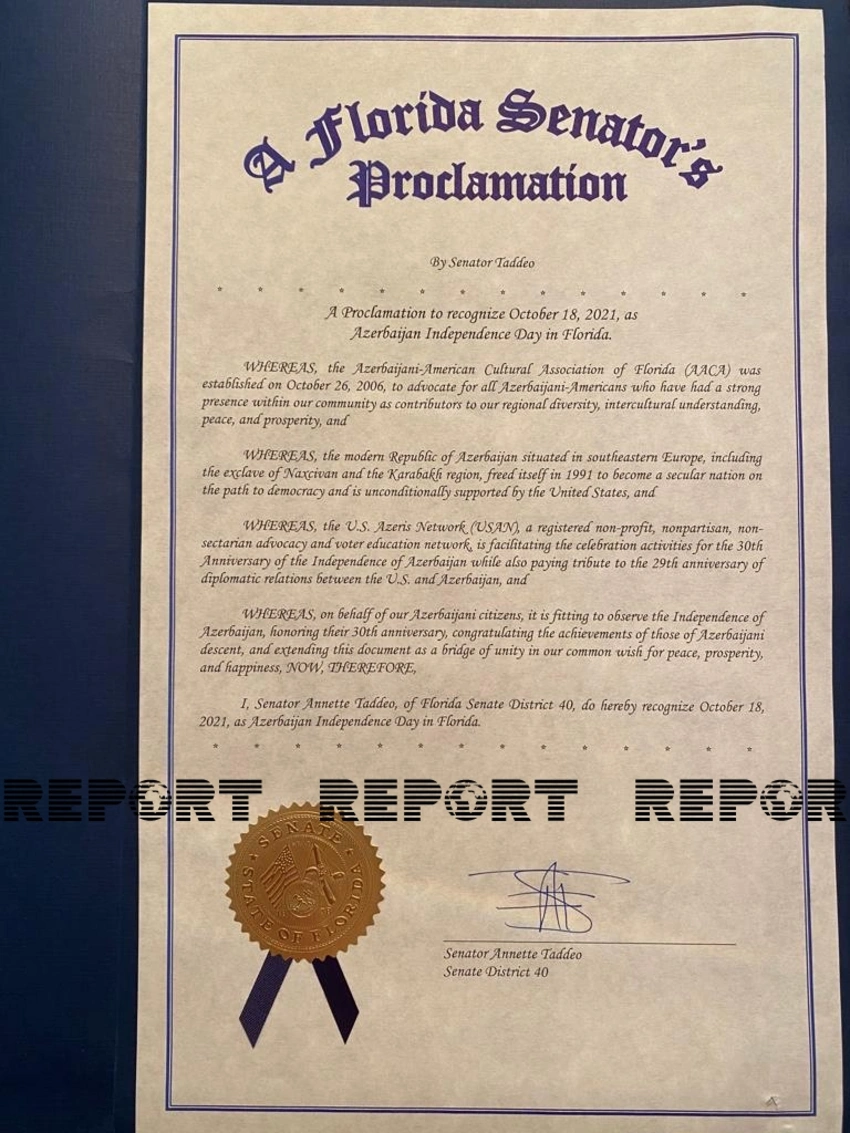 A Florida Senator's
Proclamation
By Senator Taddeo
* * * * * * * * * * * * * *
A Proclamation to recognize October 18, 2021, as
Azerbaijan Independence Day in Florida.
WHEREAS, the Azerbaijani-American Cultural Association of Florida (AACA) was
established on October 26, 2006, to advocate for all Azerbaijani-Americans who have had a strong
presence within our community as contributors to our regional diversity, intercultural understanding,
peace, and prosperity, and
WHEREAS, the modern Republic of Azerbaijan situated in southeastern Europe, including
the exclave of Naxcivan and the Karabakh region, freed itself in 1991 to become a secular nation on
the path to democracy and is unconditionally supported by the United States, and
WHEREAS, the U.S. Azeris Network (USAN), a registered non-profit, nonpartisan, non-
sectarian advocacy and voter education network, is facilitating the celebration activities for the 30th
Anniversary of the Independence of Azerbaijan while also paying tribute to the 29th anniversary of
diplomatic relations between the U.S. and Azerbaijan, and
WHEREAS, on behalf of our Azerbaijani citizens, it is fitting to observe the Independence of
Azerbaijan, honoring their 30th anniversary, congratulating the achievements of those of Azerbaijani
descent, and extending this document as a bridge of unity in our common wish for peace, prosperity,
and happiness, NOW, THEREFORE,
I, Senator Annette Taddeo, of Florida Senate District 40, do hereby recognize October 18,
2021, as Azerbaijan Independence Day in Florida.
* * * * * * * * * * * * * *
REPORT REPORT REPOR
SENATE
STATE OF FLORIDA
Senator Annette Taddeo
Senate District 40